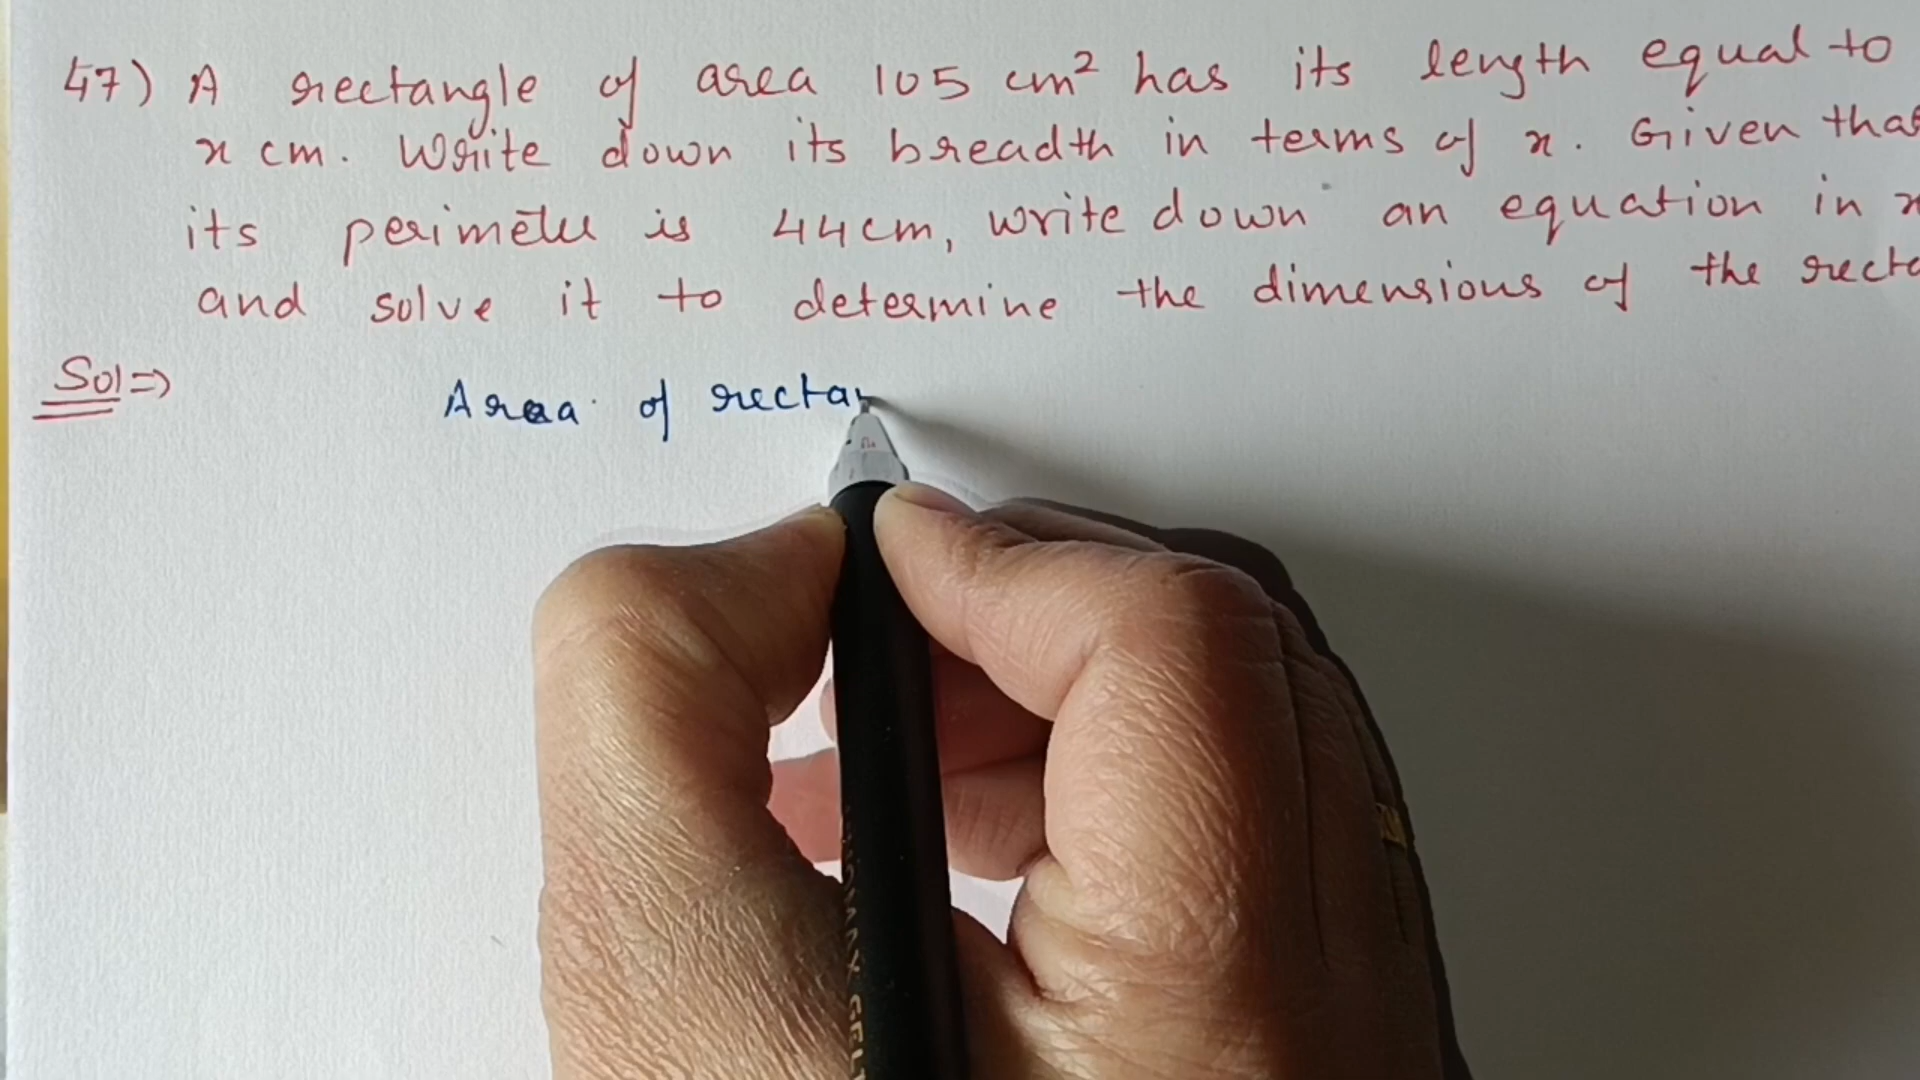 47) A rectangle of area 105 cm² has its length equal to
x cm. Write down its breadth in terms of x. Given that
its perimeter is 44cm, write down an equation in x
and solve it to determine the dimensions of the recta
Sol⇒
Area of rectan